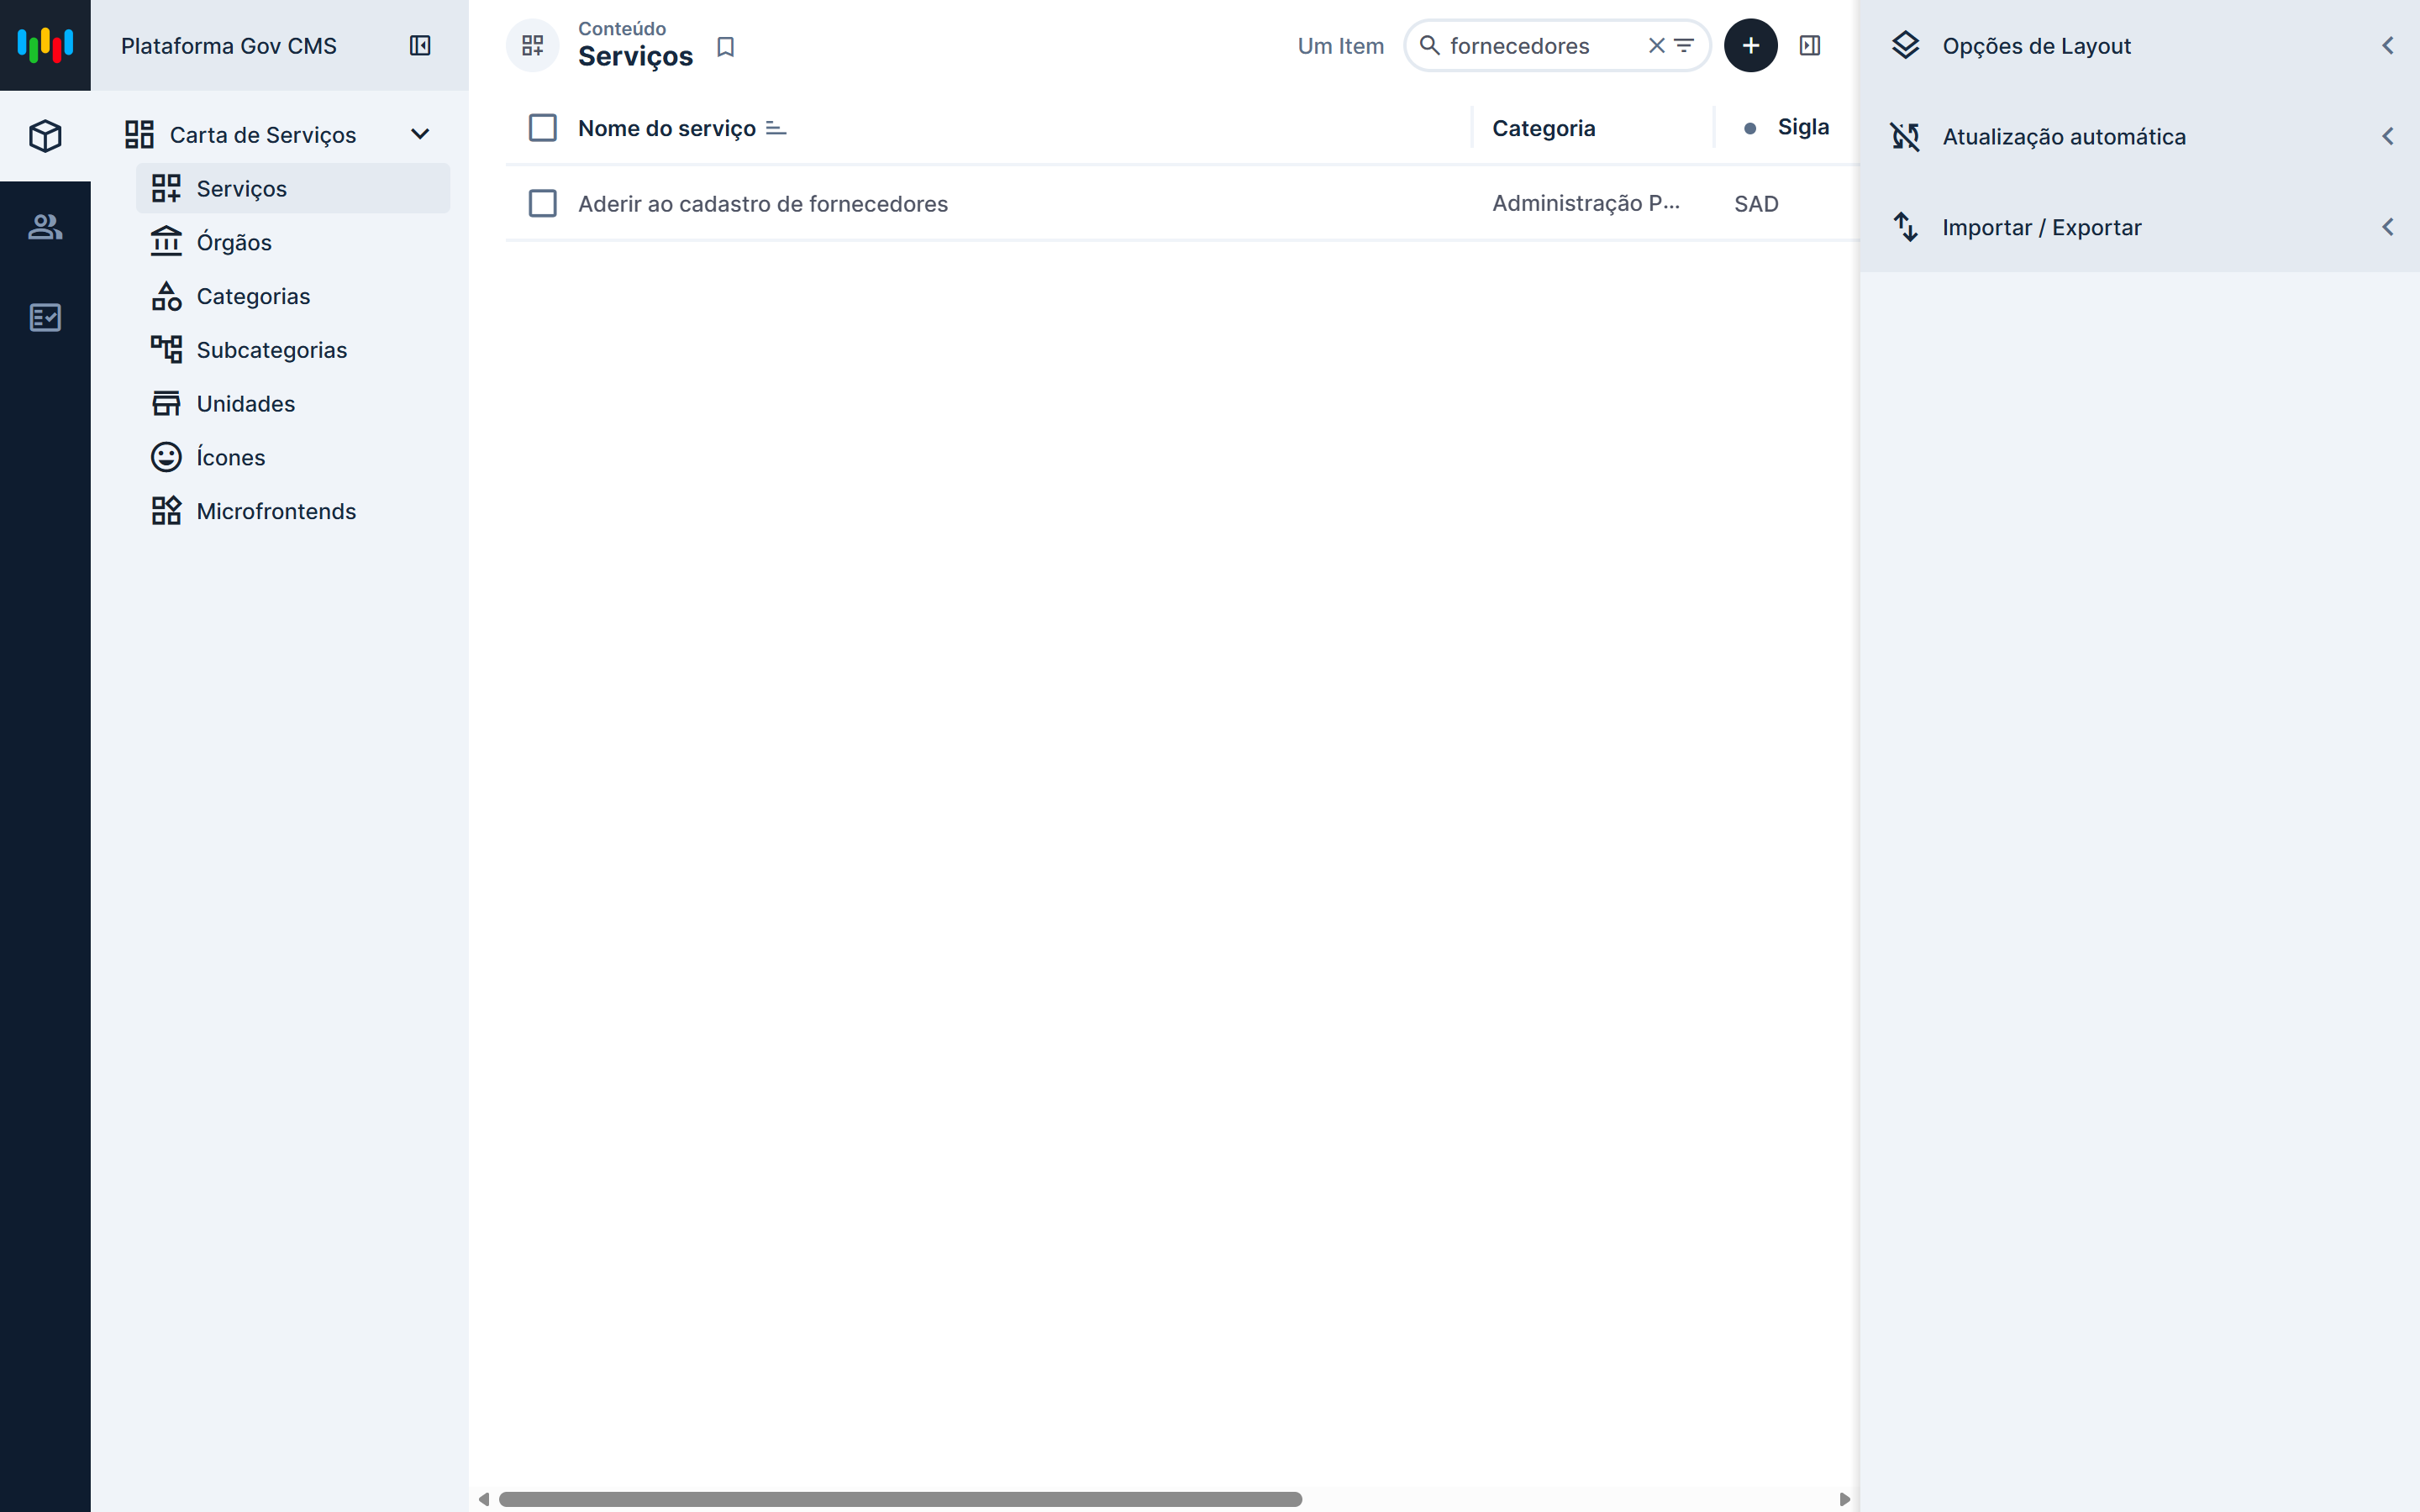 Plataforma Gov CMS
Carta de Serviços
Serviços
Órgãos
Categorias
Subcategorias
Unidades
Ícones
Microfrontends
Conteúdo
Serviços
Um Item
fornecedores
Nome do serviço
Categoria
Sigla
Aderir ao cadastro de fornecedores
Administração P...
SAD
Opções de Layout
Atualização automática
Importar / Exportar